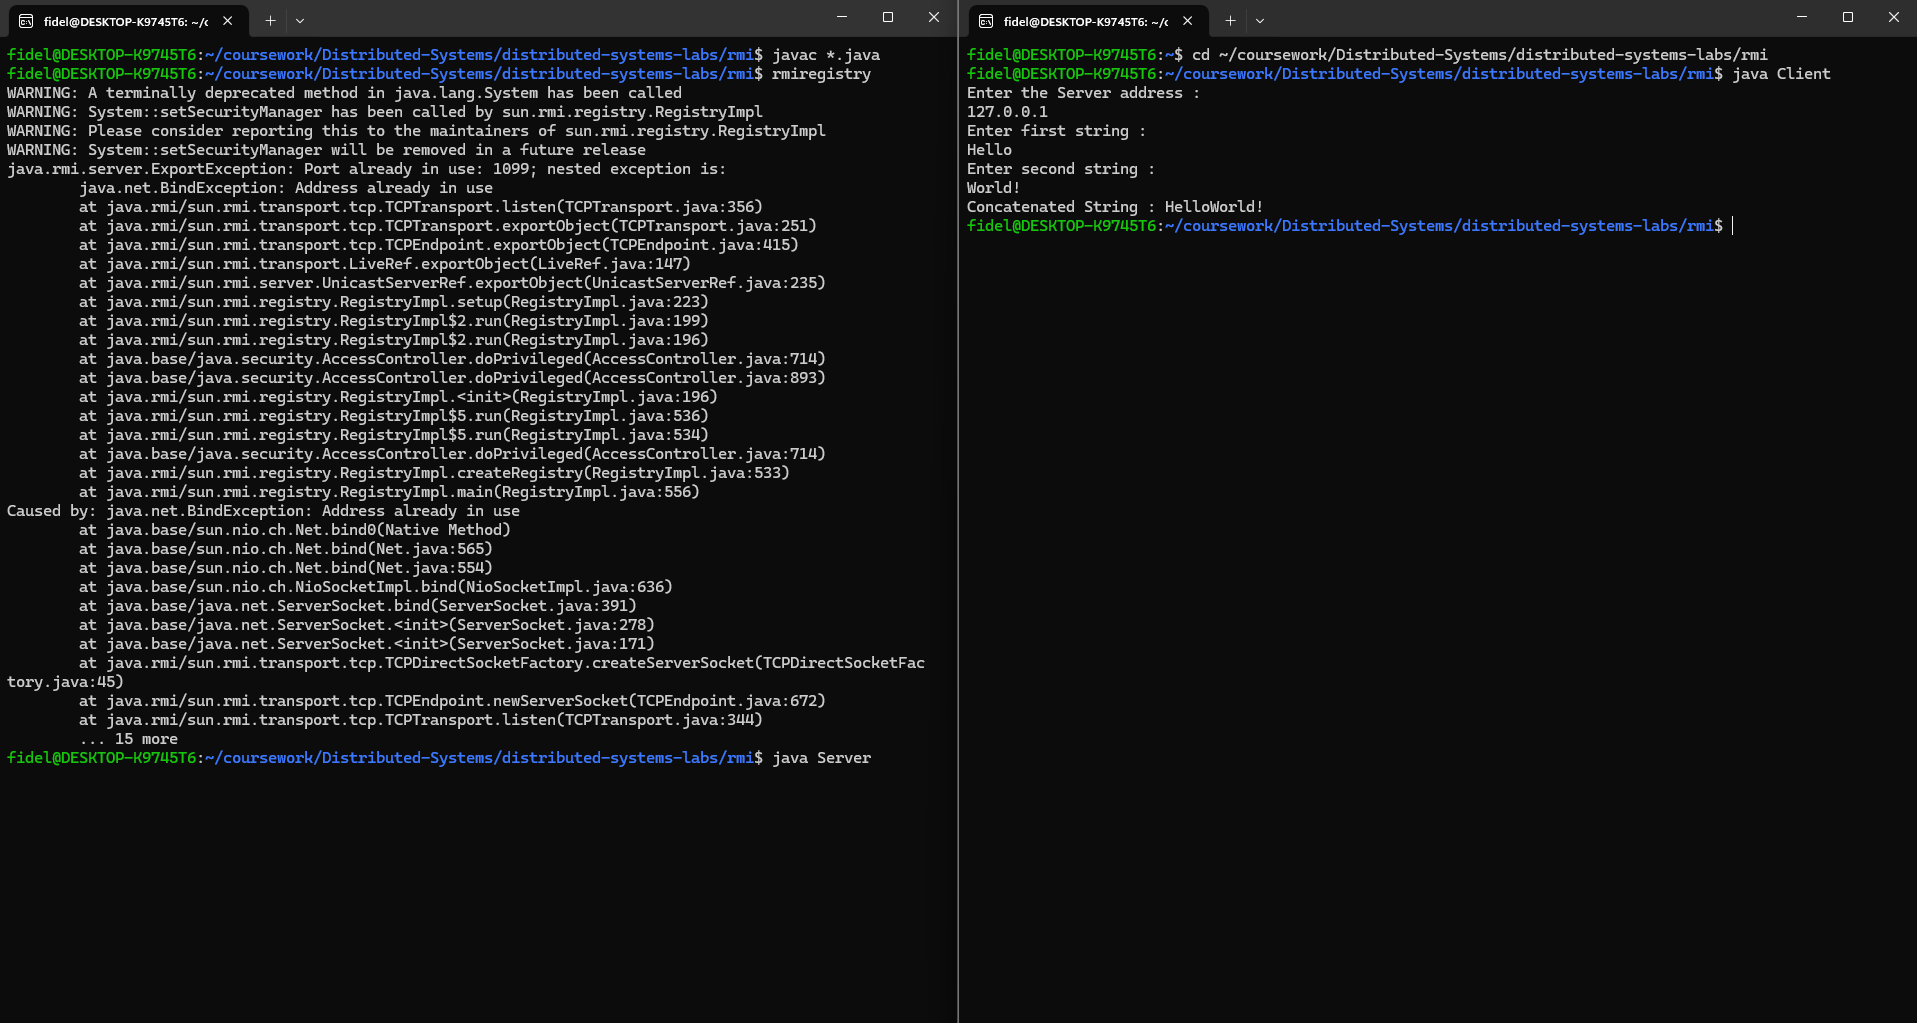 fidel@DESKTOP-K9745T6: ~/c
fidel@DESKTOP-K9745T6:~/coursework/Distributed-Systems/distributed-systems-labs/rmi$ javac *.java
fidel@DESKTOP-K9745T6:~/coursework/Distributed-Systems/distributed-systems-labs/rmi$ rmiregistry
WARNING: A terminally deprecated method in java.lang.System has been called
WARNING: System::setSecurityManager has been called by sun.rmi.registry.RegistryImpl
WARNING: Please consider reporting this to the maintainers of sun.rmi.registry.RegistryImpl
WARNING: System::setSecurityManager will be removed in a future release
java.rmi.server.ExportException: Port already in use: 1099; nested exception is:
        java.net.BindException: Address already in use
        at java.rmi/sun.rmi.transport.tcp.TCPTransport.listen(TCPTransport.java:356)
        at java.rmi/sun.rmi.transport.tcp.TCPTransport.exportObject(TCPTransport.java:251)
        at java.rmi/sun.rmi.transport.tcp.TCPEndpoint.exportObject(TCPEndpoint.java:415)
        at java.rmi/sun.rmi.transport.LiveRef.exportObject(LiveRef.java:147)
        at java.rmi/sun.rmi.server.UnicastServerRef.exportObject(UnicastServerRef.java:235)
        at java.rmi/sun.rmi.registry.RegistryImpl.setup(RegistryImpl.java:223)
        at java.rmi/sun.rmi.registry.RegistryImpl$2.run(RegistryImpl.java:199)
        at java.rmi/sun.rmi.registry.RegistryImpl$2.run(RegistryImpl.java:196)
        at java.base/java.security.AccessController.doPrivileged(AccessController.java:714)
        at java.base/java.security.AccessController.doPrivileged(AccessController.java:893)
        at java.rmi/sun.rmi.registry.RegistryImpl.<init>(RegistryImpl.java:196)
        at java.rmi/sun.rmi.registry.RegistryImpl$5.run(RegistryImpl.java:536)
        at java.rmi/sun.rmi.registry.RegistryImpl$5.run(RegistryImpl.java:534)
        at java.base/java.security.AccessController.doPrivileged(AccessController.java:714)
        at java.rmi/sun.rmi.registry.RegistryImpl.createRegistry(RegistryImpl.java:533)
        at java.rmi/sun.rmi.registry.RegistryImpl.main(RegistryImpl.java:556)
Caused by: java.net.BindException: Address already in use
        at java.base/sun.nio.ch.Net.bind0(Native Method)
        at java.base/sun.nio.ch.Net.bind(Net.java:565)
        at java.base/sun.nio.ch.Net.bind(Net.java:554)
        at java.base/sun.nio.ch.NioSocketImpl.bind(NioSocketImpl.java:636)
        at java.base/java.net.ServerSocket.bind(ServerSocket.java:391)
        at java.base/java.net.ServerSocket.<init>(ServerSocket.java:278)
        at java.base/java.net.ServerSocket.<init>(ServerSocket.java:171)
        at java.rmi/sun.rmi.transport.tcp.TCPDirectSocketFactory.createServerSocket(TCPDirectSocketFac
tory.java:45)
        at java.rmi/sun.rmi.transport.tcp.TCPEndpoint.newServerSocket(TCPEndpoint.java:672)
        at java.rmi/sun.rmi.transport.tcp.TCPTransport.listen(TCPTransport.java:344)
        ... 15 more
fidel@DESKTOP-K9745T6:~/coursework/Distributed-Systems/distributed-systems-labs/rmi$ java Server
fidel@DESKTOP-K9745T6: ~/c
fidel@DESKTOP-K9745T6:~$ cd ~/coursework/Distributed-Systems/distributed-systems-labs/rmi
fidel@DESKTOP-K9745T6:~/coursework/Distributed-Systems/distributed-systems-labs/rmi$ java Client
Enter the Server address :
127.0.0.1
Enter first string :
Hello
Enter second string :
World!
Concatenated String : HelloWorld!
fidel@DESKTOP-K9745T6:~/coursework/Distributed-Systems/distributed-systems-labs/rmi$